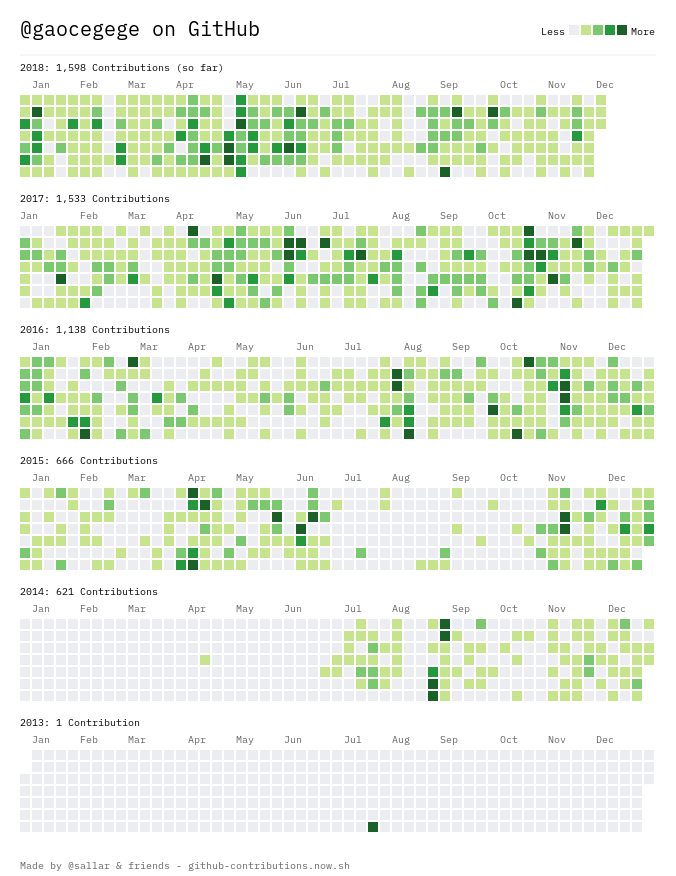 @gaocegege on GitHub
Less More
2018: 1,598 Contributions (so far)
Jan Feb Mar Apr May Jun Jul Aug Sep Oct Nov Dec
2017: 1,533 Contributions
Jan Feb Mar Apr May Jun Jul Aug Sep Oct Nov Dec
2016: 1,138 Contributions
Jan Feb Mar Apr May Jun Jul Aug Sep Oct Nov Dec
2015: 666 Contributions
Jan Feb Mar Apr May Jun Jul Aug Sep Oct Nov Dec
2014: 621 Contributions
Jan Feb Mar Apr May Jun Jul Aug Sep Oct Nov Dec
2013: 1 Contribution
Jan Feb Mar Apr May Jun Jul Aug Sep Oct Nov Dec
Made by @sallar & friends - github-contributions.now.sh